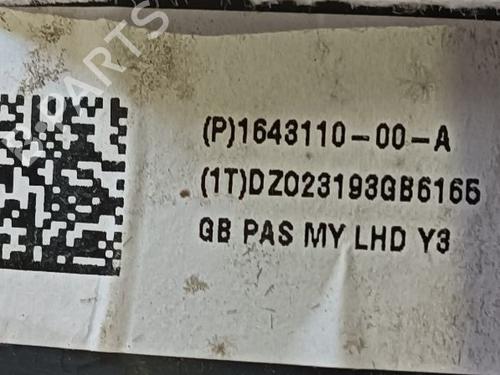 (P)1643110-00-A
(1T)DZ023193GB6165
GB PAS MY LHD Y3